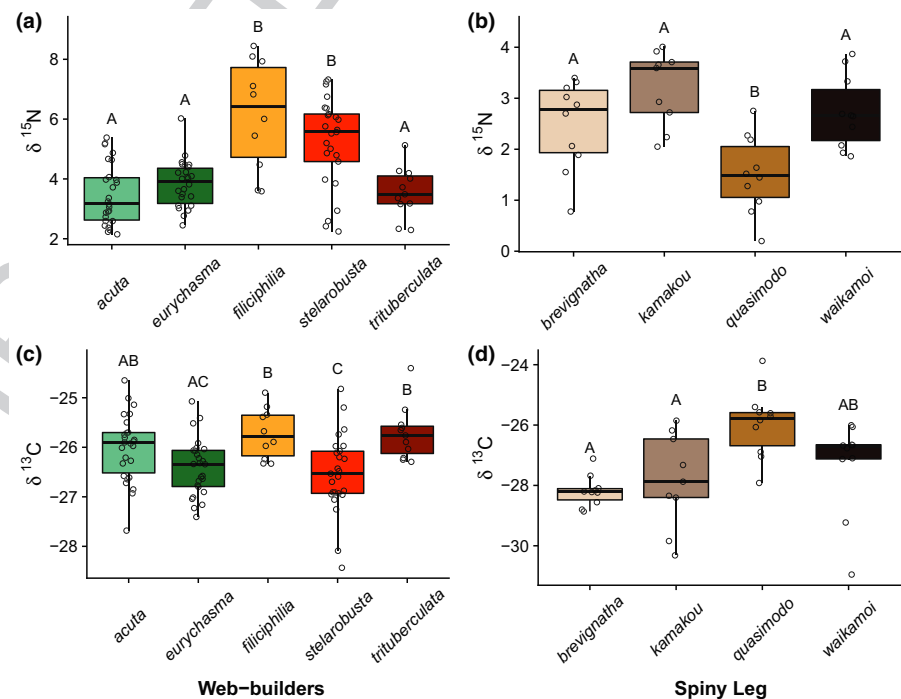 (a)
B
B
A
A
A
δ 15N
8
6
4
2
acuta
eurychasma
filiciphilia
stelarobusta
trituberculata
(b)
A
A
A
B
δ 15N
4
3
2
1
0
brevignatha
kamakou
quasimodo
waikamoi
(c)
AB
AC
B
C
B
δ 13C
−25
−26
−27
−28
acuta
eurychasma
filiciphilia
stelarobusta
trituberculata
Web−builders
(d)
A
A
B
AB
δ 13C
−24
−26
−28
−30
brevignatha
kamakou
quasimodo
waikamoi
Spiny Leg